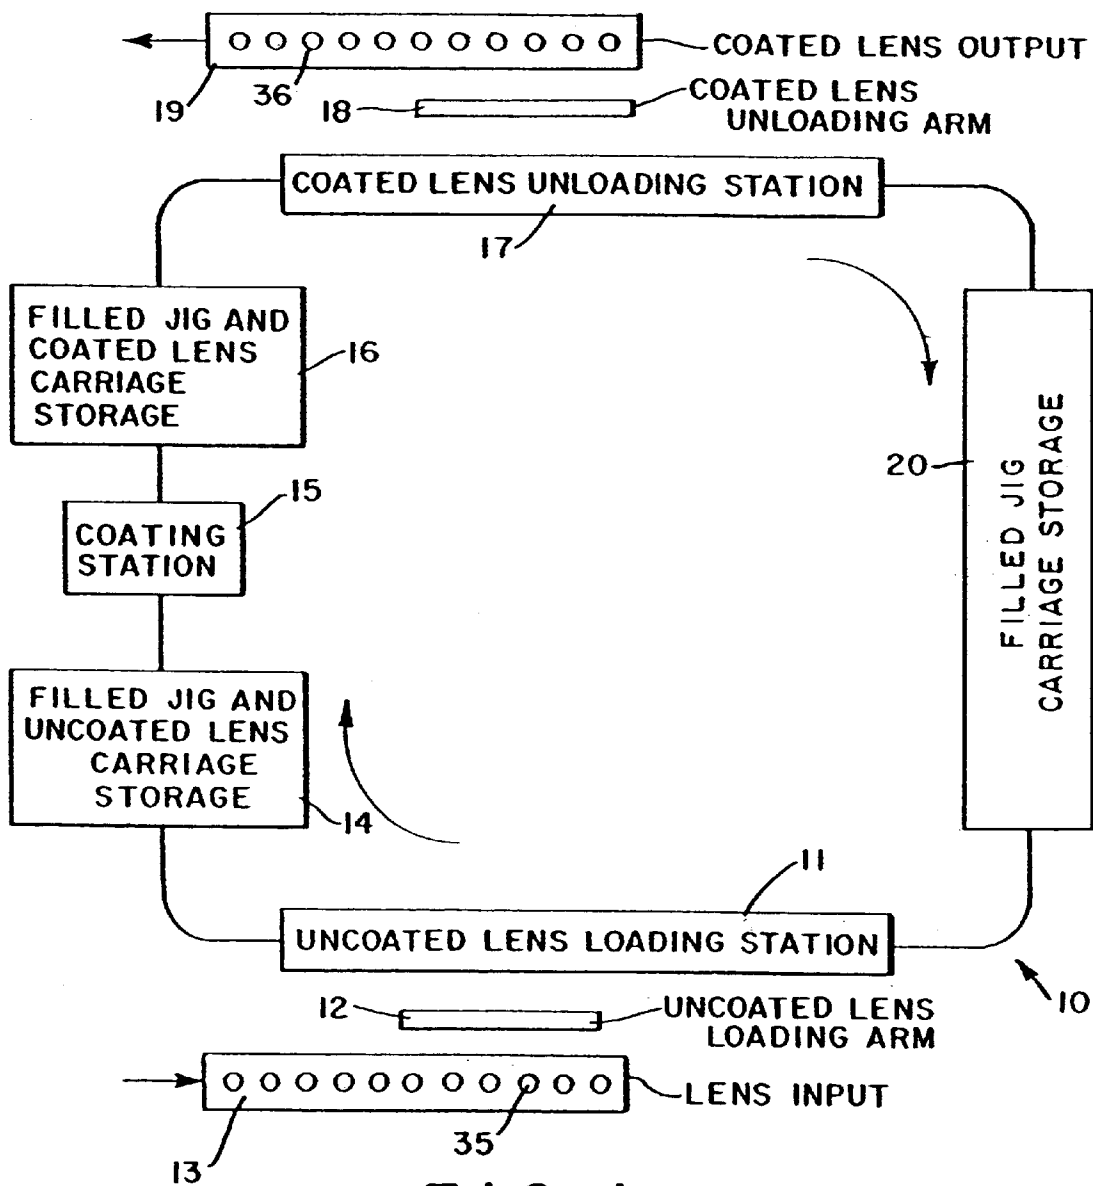 COATED LENS OUTPUT
19
36
18
COATED LENS
UNLOADING ARM
COATED LENS UNLOADING STATION
17
FILLED JIG AND
COATED LENS
CARRIAGE
STORAGE
16
20
FILLED JIG
CARRIAGE STORAGE
15
COATING
STATION
FILLED JIG AND
UNCOATED LENS
CARRIAGE
STORAGE
14
11
UNCOATED LENS LOADING STATION
10
12
UNCOATED LENS
LOADING ARM
LENS INPUT
35
13